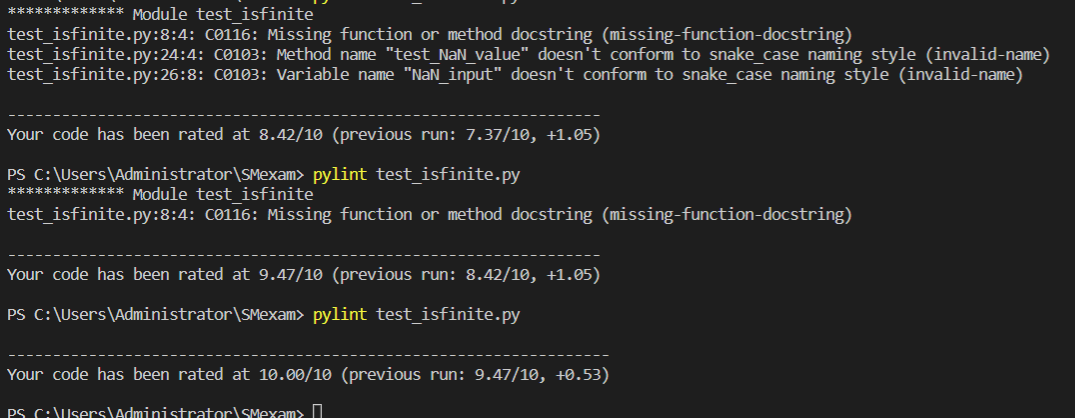 ************* Module test_isfinite
test_isfinite.py:8:4: C0116: Missing function or method docstring (missing-function-docstring)
test_isfinite.py:24:4: C0103: Method name "test_NaN_value" doesn't conform to snake_case naming style (invalid-name)
test_isfinite.py:26:8: C0103: Variable name "NaN_input" doesn't conform to snake_case naming style (invalid-name)
------------------------------------------------------------------
Your code has been rated at 8.42/10 (previous run: 7.37/10, +1.05)
PS C:\Users\Administrator\SMexam> pylint test_isfinite.py
************* Module test_isfinite
test_isfinite.py:8:4: C0116: Missing function or method docstring (missing-function-docstring)
------------------------------------------------------------------
Your code has been rated at 9.47/10 (previous run: 8.42/10, +1.05)
PS C:\Users\Administrator\SMexam> pylint test_isfinite.py
-------------------------------------------------------------------
Your code has been rated at 10.00/10 (previous run: 9.47/10, +0.53)
PS C:\Users\Administrator\SMexam>